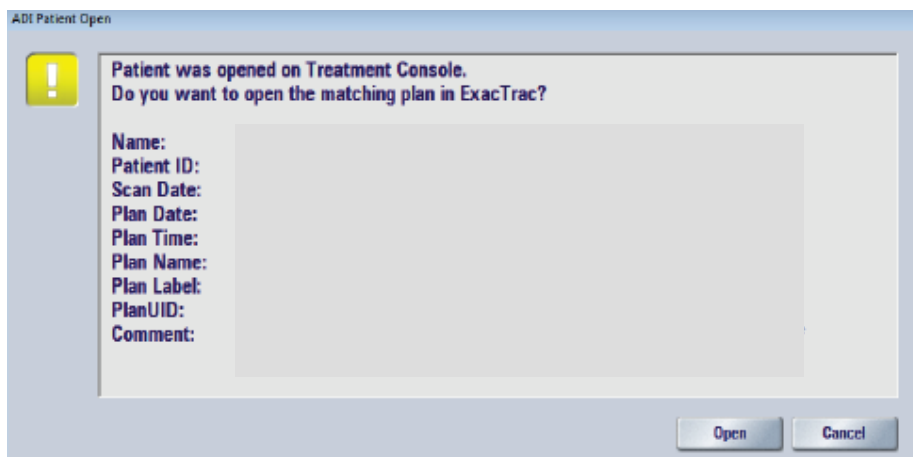 ADI Patient Open
Patient was opened on Treatment Console.
Do you want to open the matching plan in ExacTrac?
Name:
Patient ID:
Scan Date:
Plan Date:
Plan Time:
Plan Name:
Plan Label:
PlanUID:
Comment:
Open
Cancel